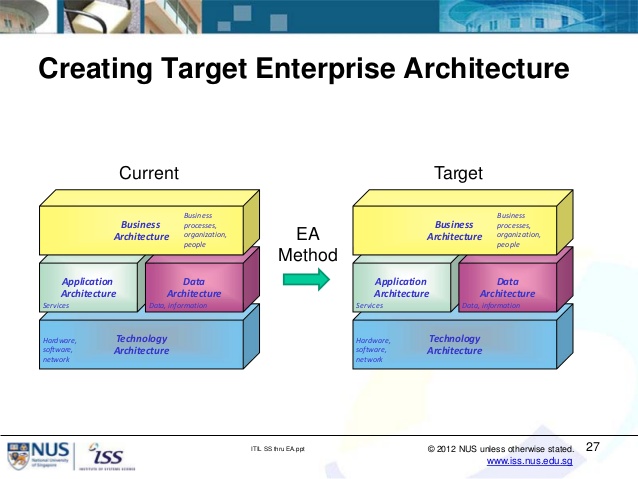 Creating Target Enterprise Architecture
Current
Business
Architecture
Business
processes,
organization,
people
Application
Architecture
Services
Data
Architecture
Data, information
Hardware,
software,
network
Technology
Architecture
EA
Method
Target
Business
Architecture
Business
processes,
organization,
people
Application
Architecture
Services
Data
Architecture
Data, information
Hardware,
software,
network
Technology
Architecture
NUS
National University
of Singapore
iss
INSTITUTE OF SYSTEMS SCIENCE
ITIL SS thru EA.ppt
© 2012 NUS unless otherwise stated.
www.iss.nus.edu.sg
27